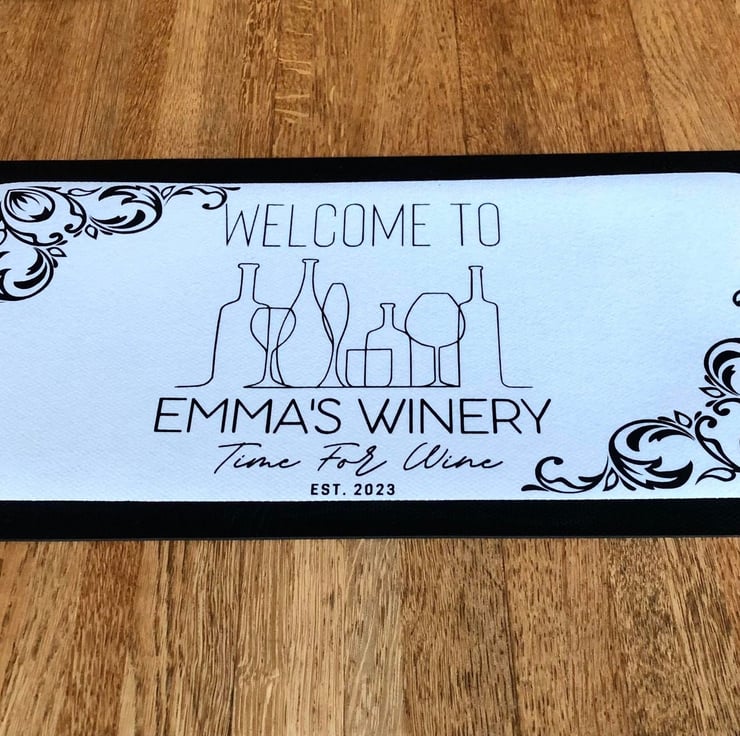 WELCOME TO
EMMA'S WINERY
Time For Wine
EST. 2023